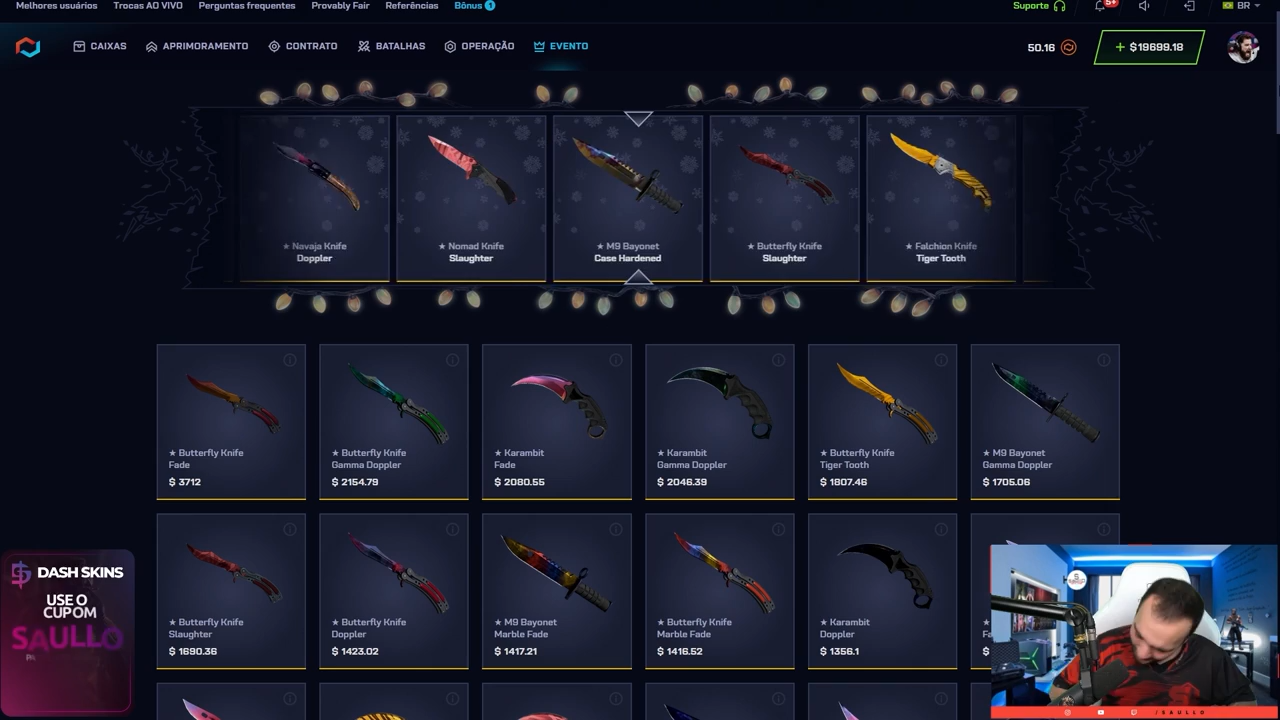 Melhores usuários Trocas AO VIVO Perguntas frequentes Provably Fair Referências Bônus 1 Suporte 5+ BR
CAIXAS APRIMORAMENTO CONTRATO BATALHAS OPERAÇÃO EVENTO 50.16 + $19699.18
★ Navaja Knife
Doppler
★ Nomad Knife
Slaughter
★ M9 Bayonet
Case Hardened
★ Butterfly Knife
Slaughter
★ Falchion Knife
Tiger Tooth
★ Butterfly Knife
Fade
$ 3712
★ Butterfly Knife
Gamma Doppler
$ 2154.79
★ Karambit
Fade
$ 2080.55
★ Karambit
Gamma Doppler
$ 2046.39
★ Butterfly Knife
Tiger Tooth
$ 1807.46
★ M9 Bayonet
Gamma Doppler
$ 1705.06
★ Butterfly Knife
Slaughter
$ 1690.36
★ Butterfly Knife
Doppler
$ 1423.02
★ M9 Bayonet
Marble Fade
$ 1417.21
★ Butterfly Knife
Marble Fade
$ 1416.52
★ Karambit
Doppler
$ 1356.1
DASH SKINS
USE O
CUPOM
SAULLO
/SAULLO